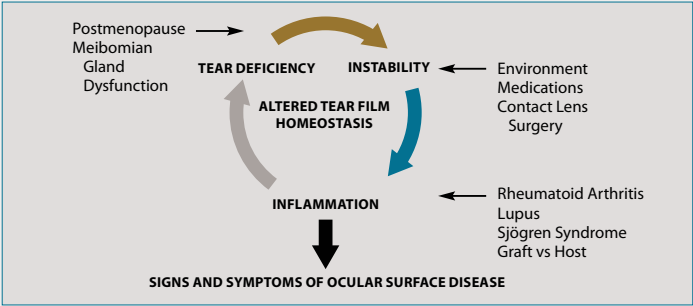 Postmenopause
Meibomian
Gland
Dysfunction
TEAR DEFICIENCY
INSTABILITY
Environment
Medications
Contact Lens
Surgery
ALTERED TEAR FILM
HOMEOSTASIS
INFLAMMATION
Rheumatoid Arthritis
Lupus
Sjögren Syndrome
Graft vs Host
SIGNS AND SYMPTOMS OF OCULAR SURFACE DISEASE